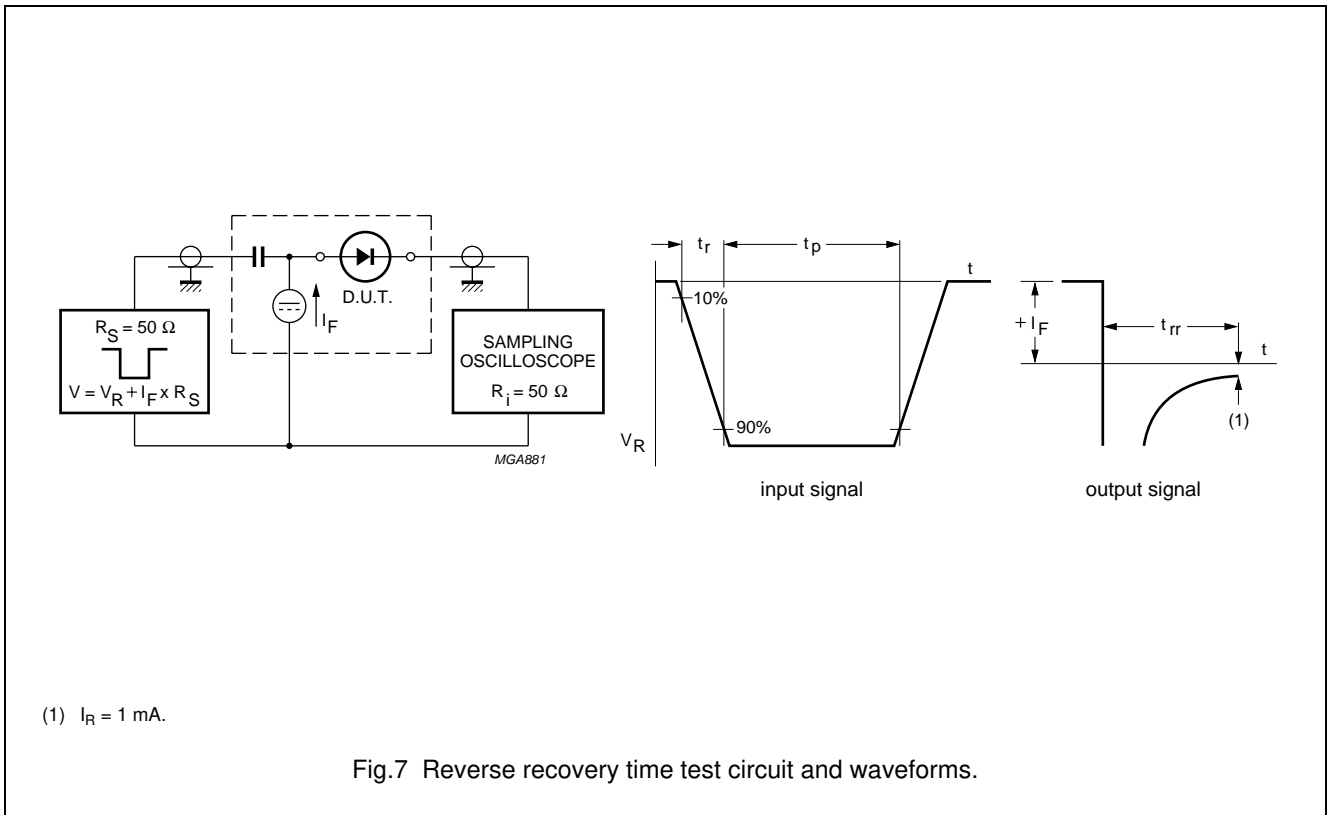 R_S = 50 Ω
V = V_R + I_F x R_S
I_F
D.U.T.
SAMPLING
OSCILLOSCOPE
R_i = 50 Ω
MGA881
t_r
t_p
t
10%
90%
V_R
input signal
+ I_F
t_rr
t
(1)
output signal
(1) I_R = 1 mA.
Fig.7 Reverse recovery time test circuit and waveforms.